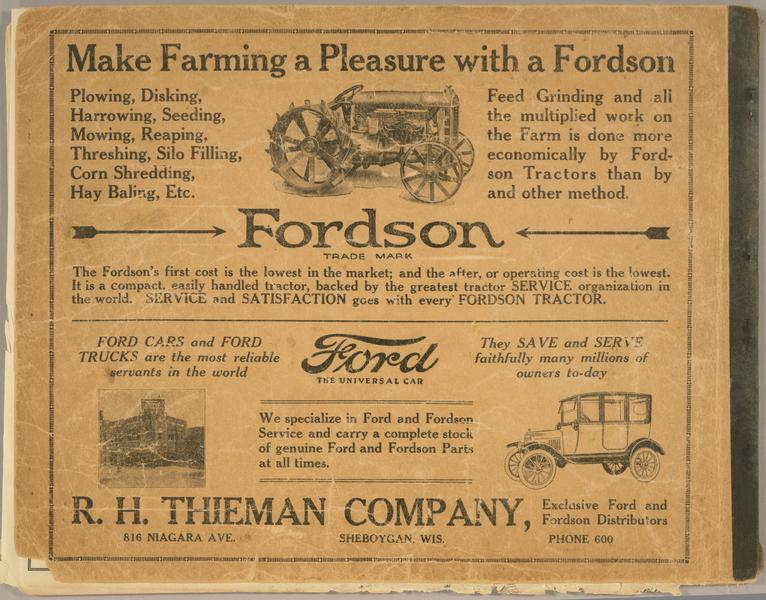 Make Farming a Pleasure with a Fordson
Plowing, Disking,
Harrowing, Seeding,
Mowing, Reaping,
Threshing, Silo Filling,
Corn Shredding,
Hay Baling, Etc.
Feed Grinding and all
the multiplied work on
the Farm is done more
economically by Ford-
son Tractors than by
and other method.
Fordson
TRADE MARK
The Fordson's first cost is the lowest in the market; and the after, or operating cost is the lowest.
It is a compact, easily handled tractor, backed by the greatest tractor SERVICE organization in
the world. SERVICE and SATISFACTION goes with every FORDSON TRACTOR.
FORD CARS and FORD
TRUCKS are the most reliable
servants in the world
Ford
THE UNIVERSAL CAR
They SAVE and SERVE
faithfully many millions of
owners to-day
We specialize in Ford and Fordson
Service and carry a complete stock
of genuine Ford and Fordson Parts
at all times.
R. H. THIEMAN COMPANY,
Exclusive Ford and
Fordson Distributors
816 NIAGARA AVE. SHEBOYGAN, WIS. PHONE 600